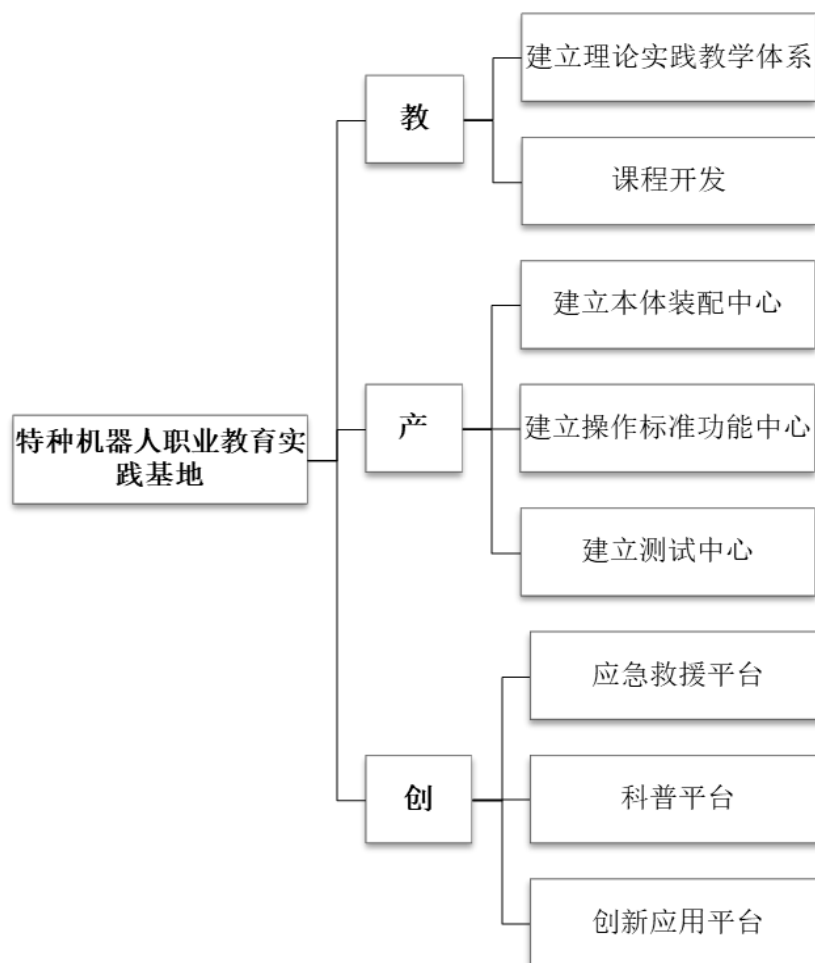 建立理论实践教学体系
教
课程开发
建立本体装配中心
产
建立操作标准功能中心
特种机器人职业教育实
践基地
建立测试中心
应急救援平台
创
科普平台
创新应用平台